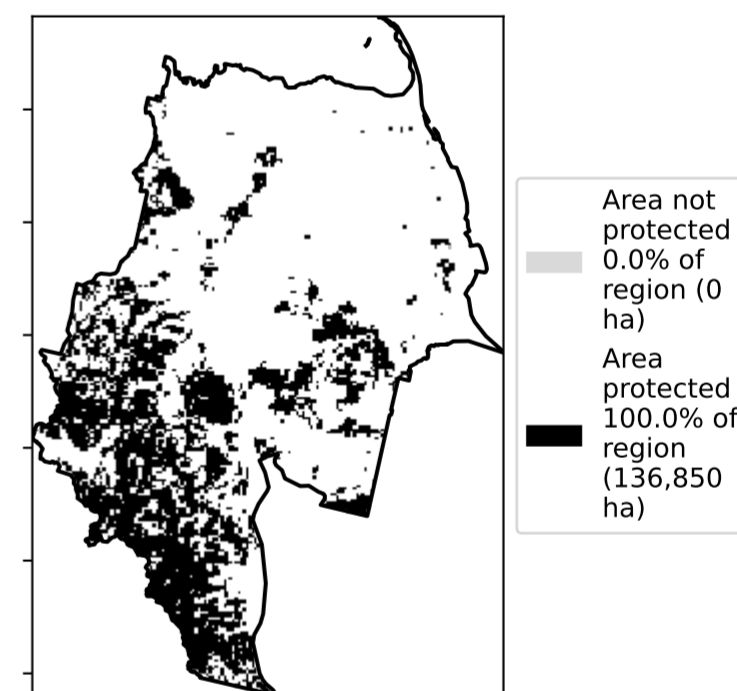 Area not
protected
0.0% of
region (0
ha)
Area
protected
100.0% of
region
(136,850
ha)